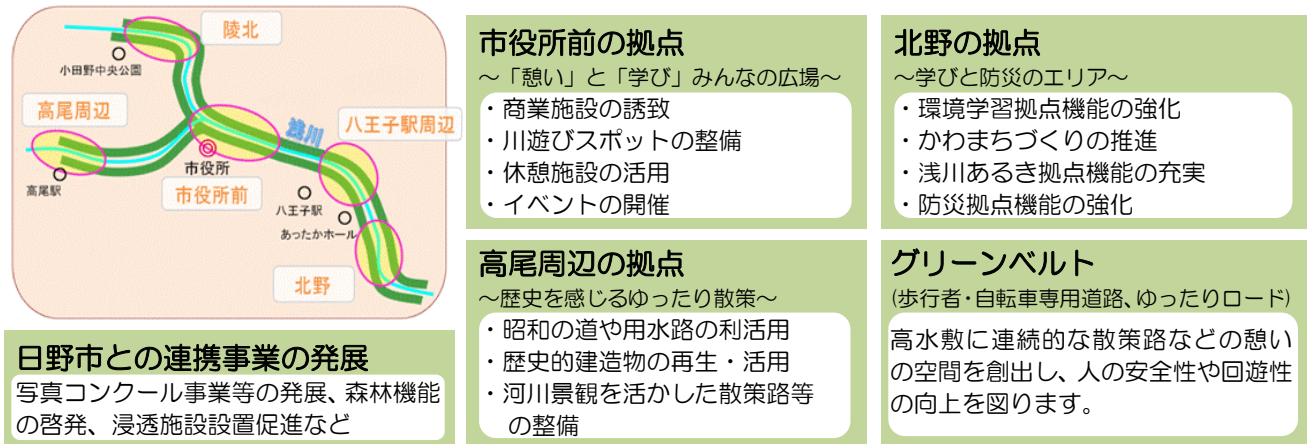 陵北
小田野中央公園
高尾周辺
浅川
八王子駅周辺
高尾駅
市役所
市役所前
八王子駅
あったかホール
北野
日野市との連携事業の発展
写真コンクール事業等の発展、森林機能
の啓発、浸透施設設置促進など
市役所前の拠点
～「憩い」と「学び」みんなの広場～
・商業施設の誘致
・川遊びスポットの整備
・休憩施設の活用
・イベントの開催
北野の拠点
～学びと防災のエリア～
・環境学習拠点機能の強化
・かわまちづくりの推進
・浅川あるき拠点機能の充実
・防災拠点機能の強化
高尾周辺の拠点
～歴史を感じるゆったり散策～
・昭和の道や用水路の利活用
・歴史的建造物の再生・活用
・河川景観を活かした散策路等
の整備
グリーンベルト
(歩行者・自転車専用道路、ゆったりロード)
高水敷に連続的な散策路などの憩い
の空間を創出し、人の安全性や回遊性
の向上を図ります。